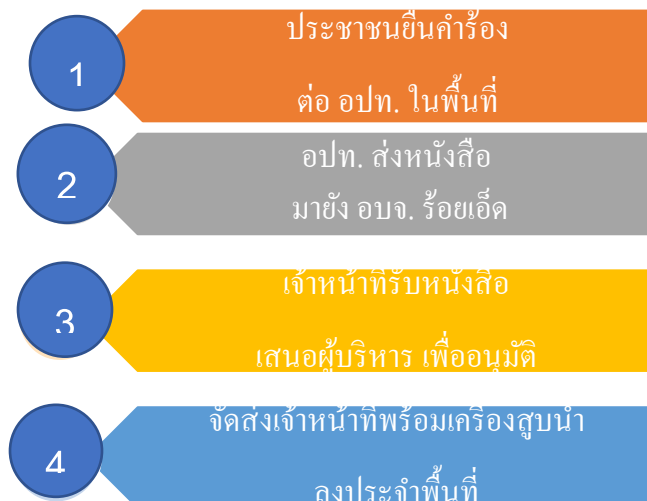 1
ประชาชนยื่นคำร้อง
ต่อ อปท. ในพื้นที่
2
อปท. ส่งหนังสือ
มายัง อบจ. ร้อยเอ็ด
3
เจ้าหน้าที่รับหนังสือ
เสนอผู้บริหาร เพื่ออนุมัติ
4
จัดส่งเจ้าหน้าที่พร้อมเครื่องสูบน้ำ
ลงประจำพื้นที่